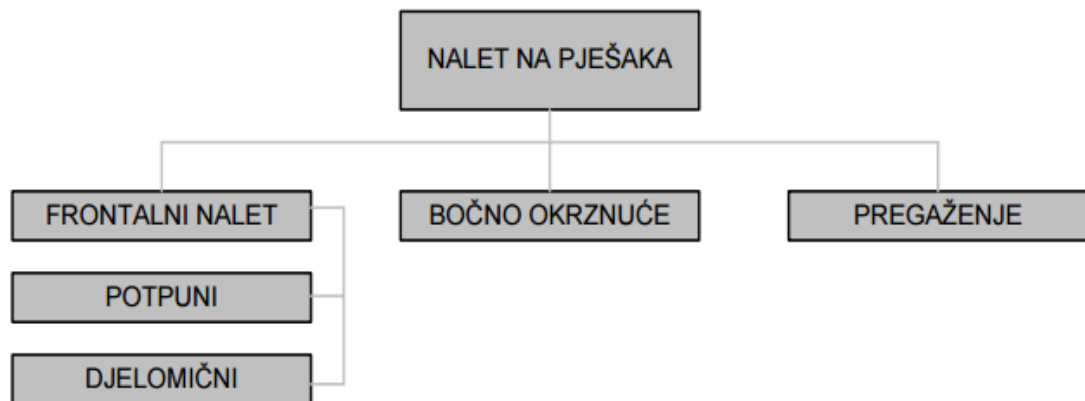 NALET NA PJEŠAKA
FRONTALNI NALET
BOČNO OKRZNUĆE
PREGAŽENJE
POTPUNI
DJELOMIČNI